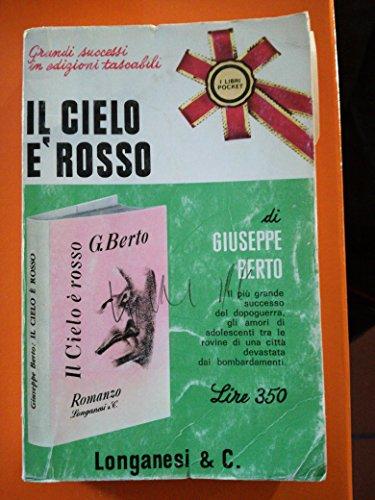 Grandi successi
in edizioni tascabili
I LIBRI
POCKET
IL CIELO
E' ROSSO
di
GIUSEPPE
BERTO
Il più grande
successo
del dopoguerra,
gli amori di
adolescenti tra le
rovine di una città
devastata
dai bombardamenti.
Lire 350
Giuseppe Berto: IL CIELO È ROSSO
G. Berto
Il Cielo è rosso
Romanzo
Longanesi & C.
Longanesi & C.